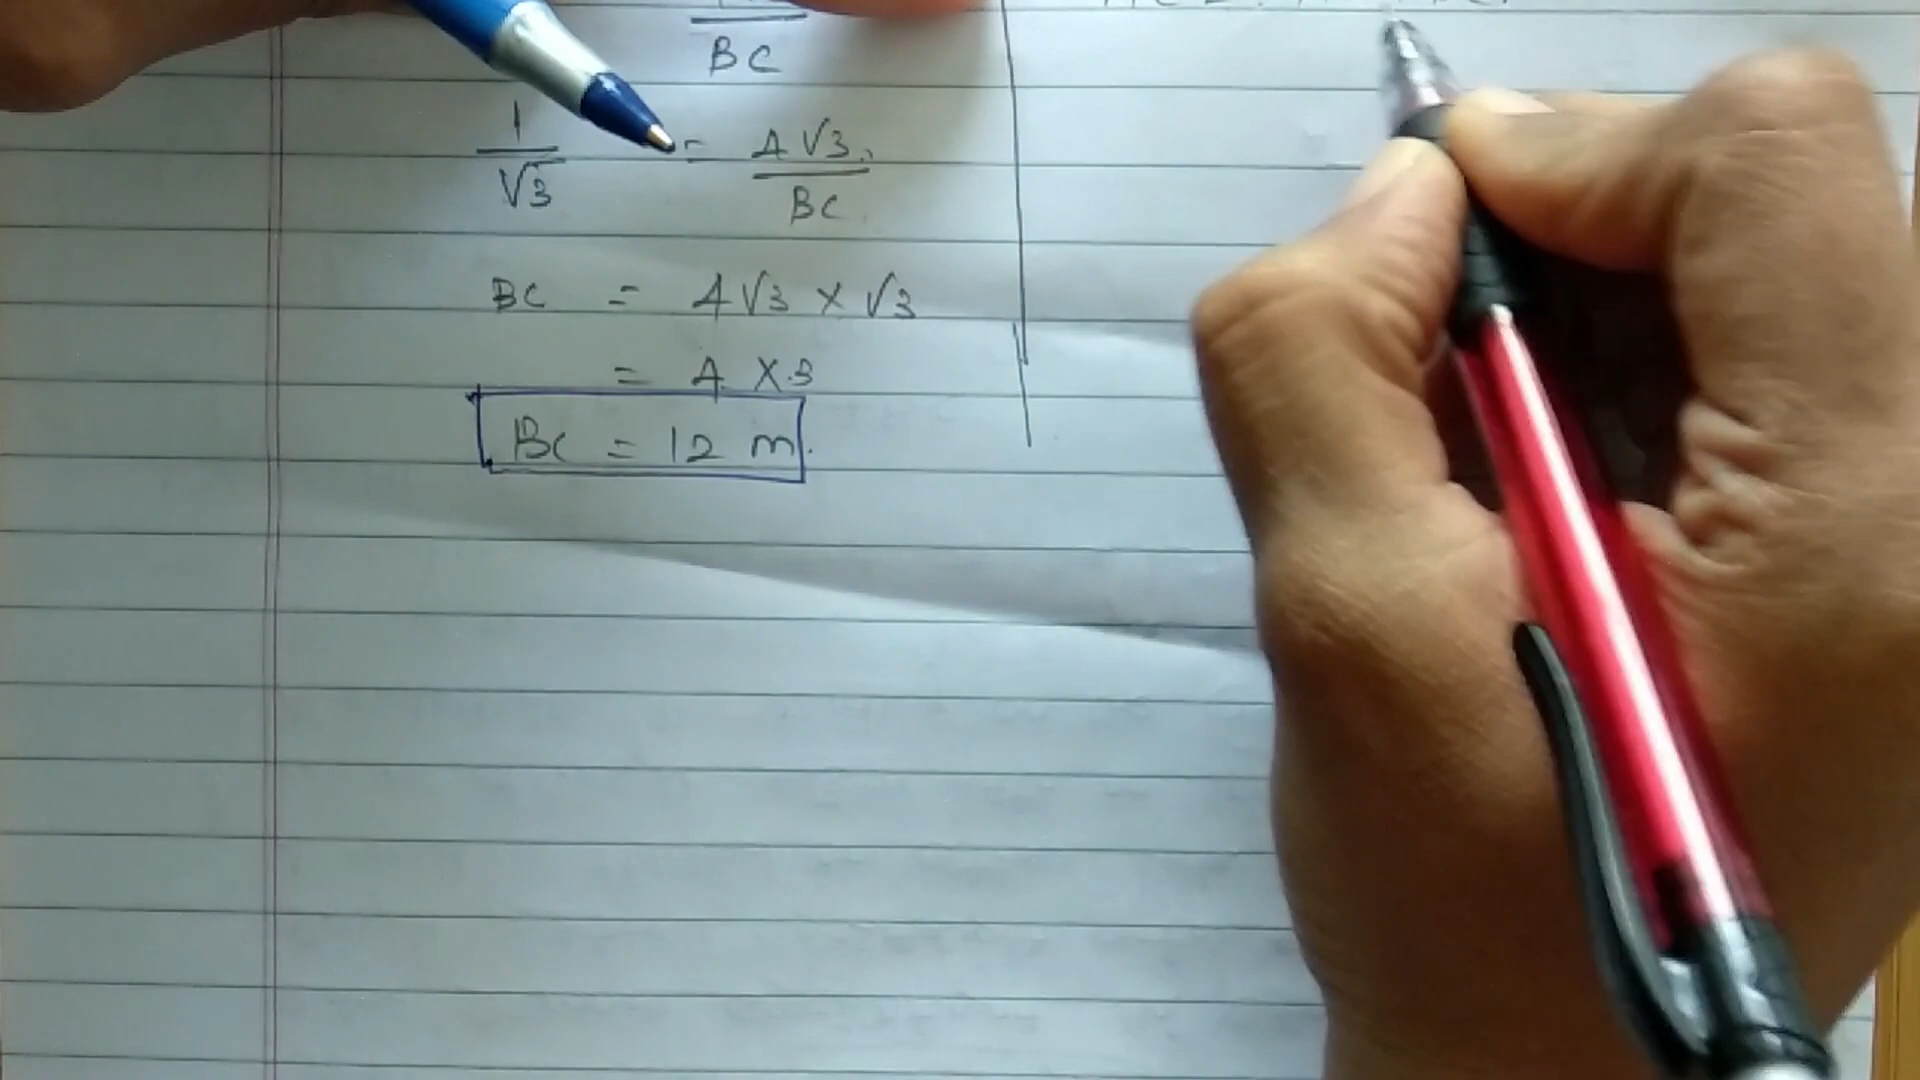 BC
1/√3 = 4√3/BC
BC = 4√3 × √3
= 4 × 3
BC = 12 m.